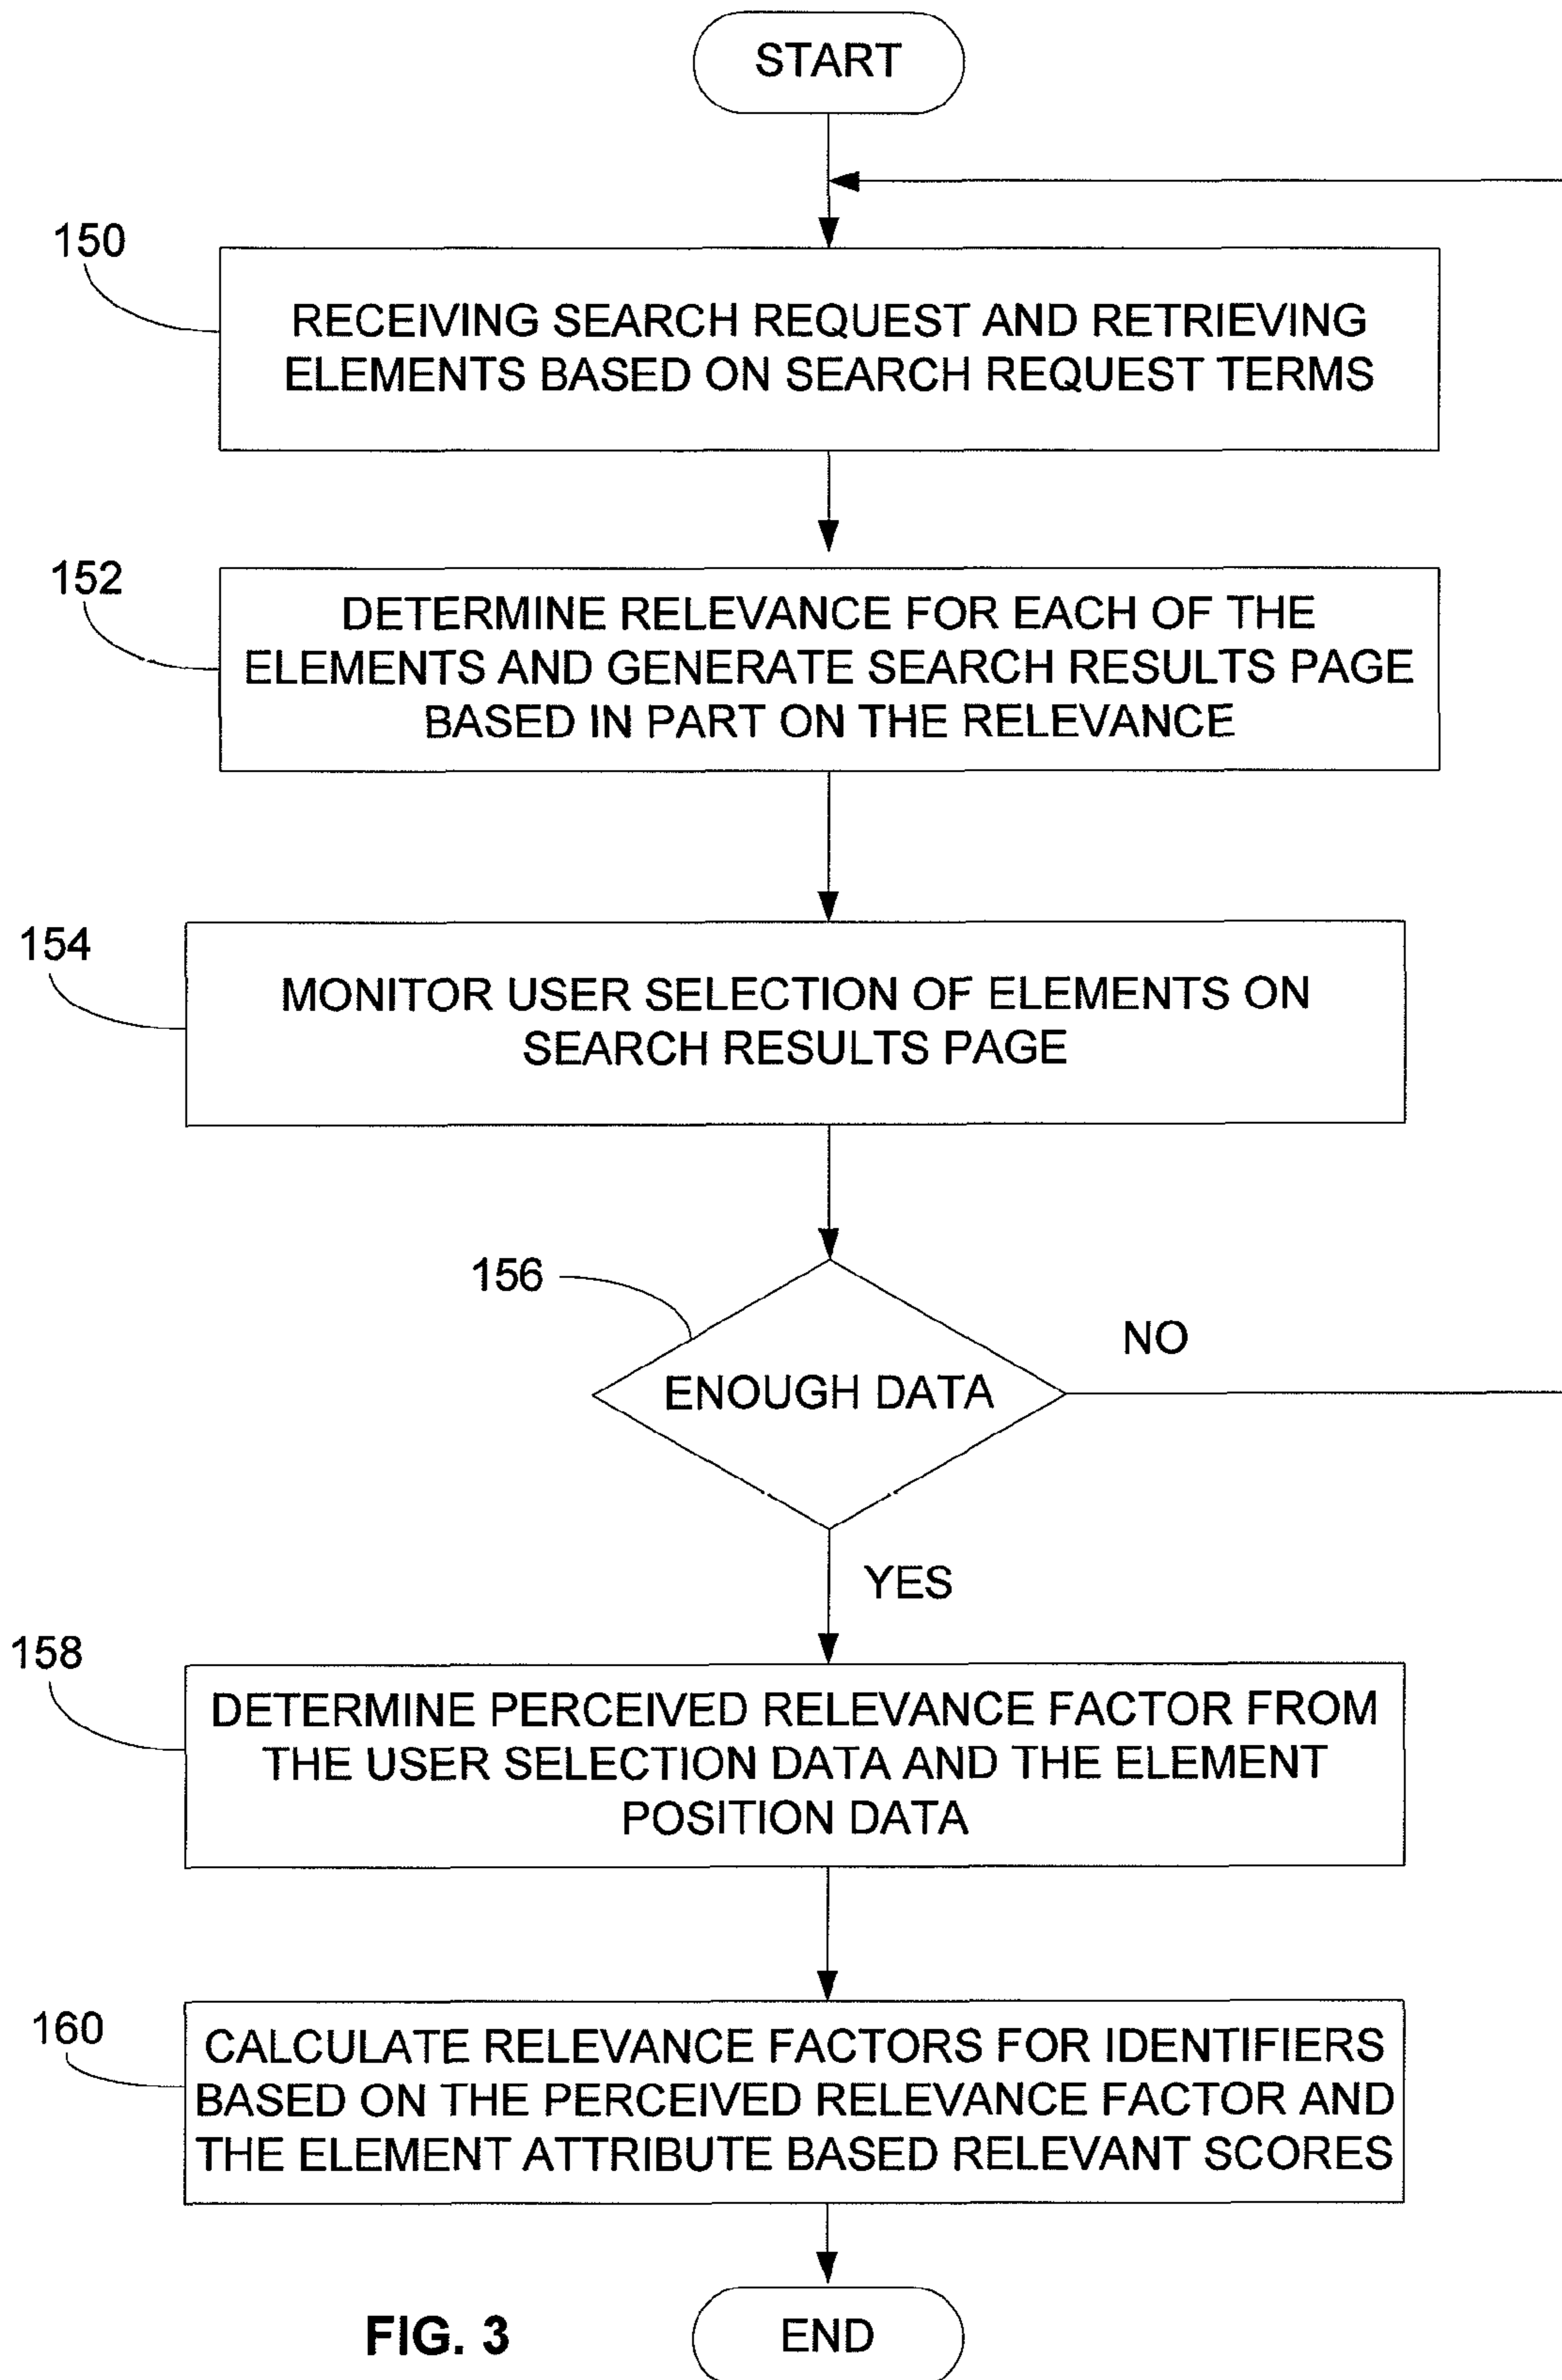 START
150
RECEIVING SEARCH REQUEST AND RETRIEVING
ELEMENTS BASED ON SEARCH REQUEST TERMS
152
DETERMINE RELEVANCE FOR EACH OF THE
ELEMENTS AND GENERATE SEARCH RESULTS PAGE
BASED IN PART ON THE RELEVANCE
154
MONITOR USER SELECTION OF ELEMENTS ON
SEARCH RESULTS PAGE
156
ENOUGH DATA
NO
YES
158
DETERMINE PERCEIVED RELEVANCE FACTOR FROM
THE USER SELECTION DATA AND THE ELEMENT
POSITION DATA
160
CALCULATE RELEVANCE FACTORS FOR IDENTIFIERS
BASED ON THE PERCEIVED RELEVANCE FACTOR AND
THE ELEMENT ATTRIBUTE BASED RELEVANT SCORES
FIG. 3
END